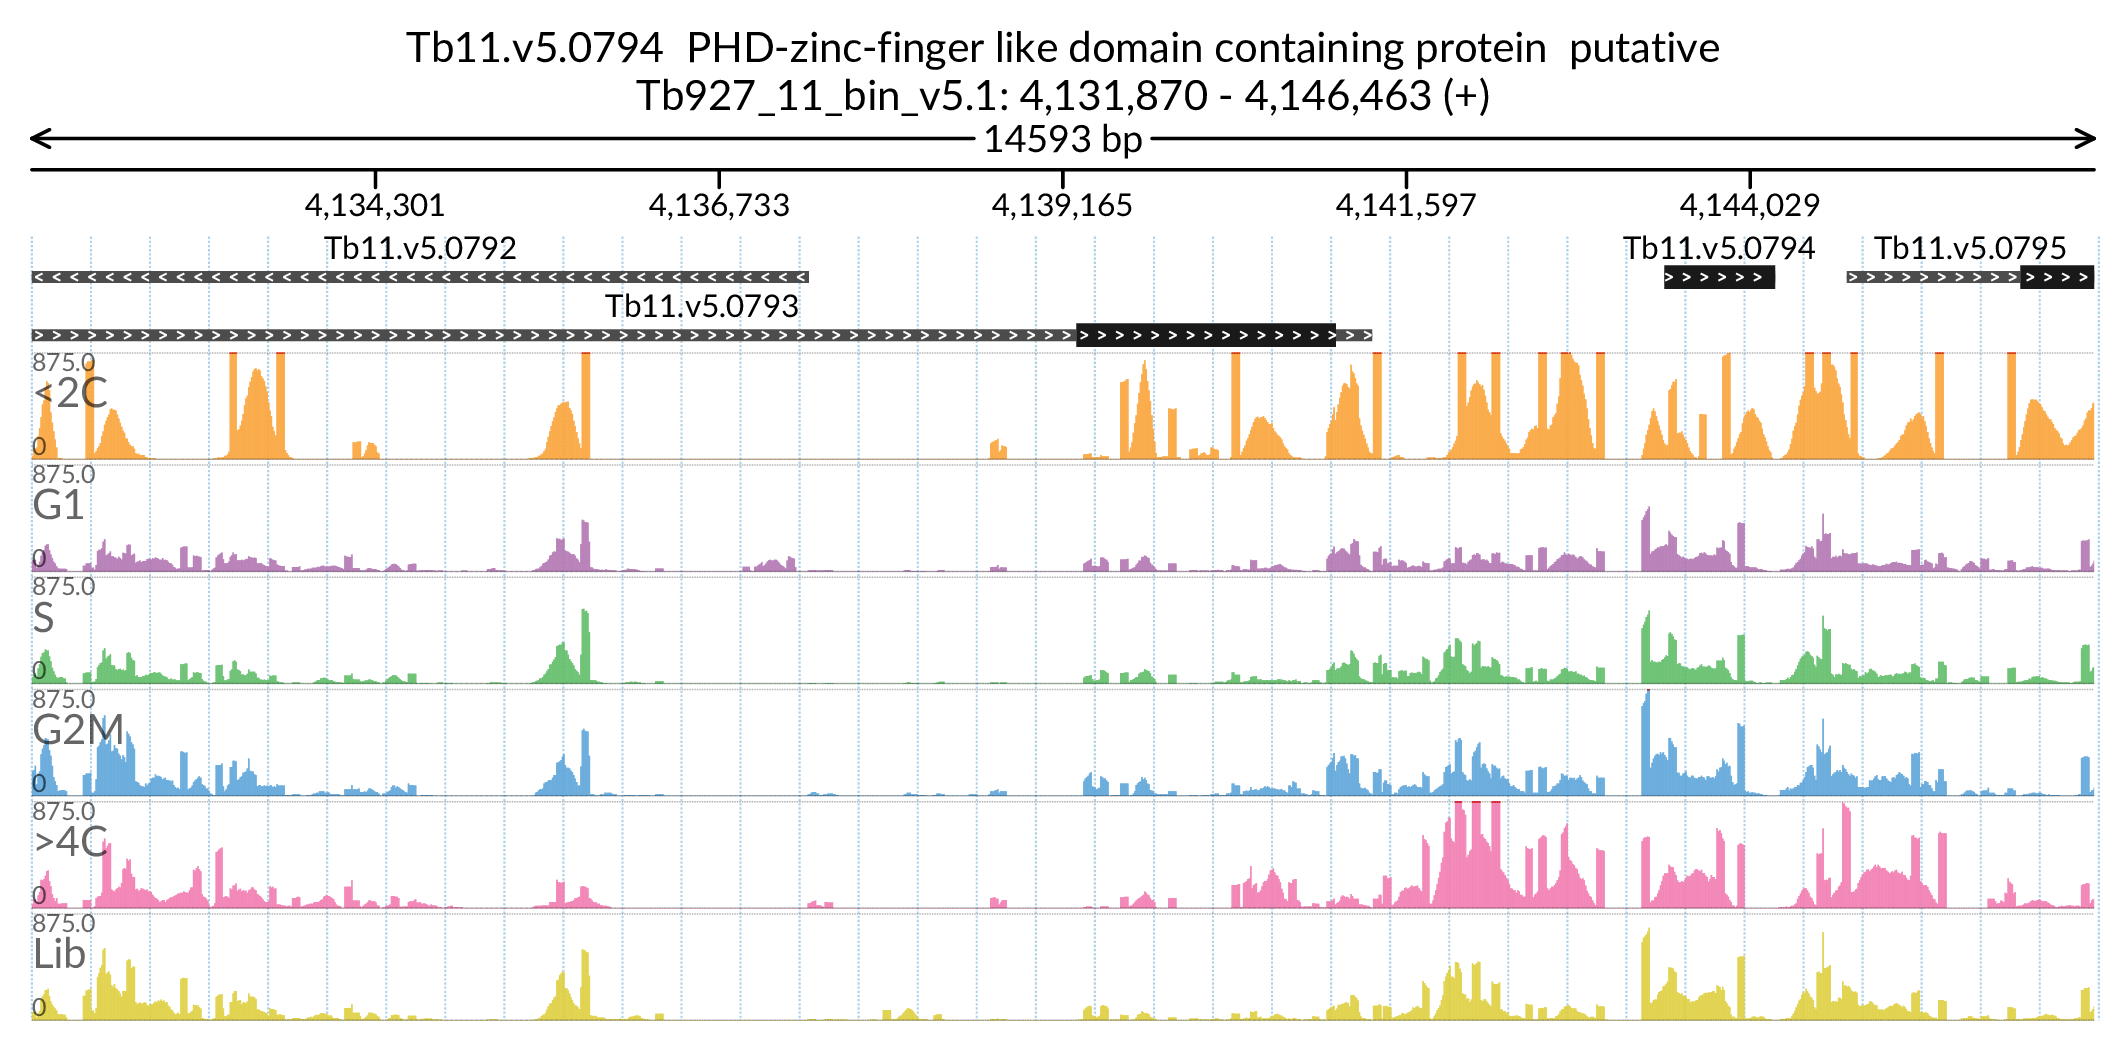 Tb11.v5.0794  PHD-zinc-finger like domain containing protein  putative
Tb927_11_bin_v5.1: 4,131,870 - 4,146,463 (+)
14593 bp
4,134,301 4,136,733 4,139,165 4,141,597 4,144,029
Tb11.v5.0792 Tb11.v5.0794 Tb11.v5.0795
Tb11.v5.0793
875.0
<2C
0
875.0
G1
0
875.0
S
0
875.0
G2M
0
875.0
>4C
0
875.0
Lib
0